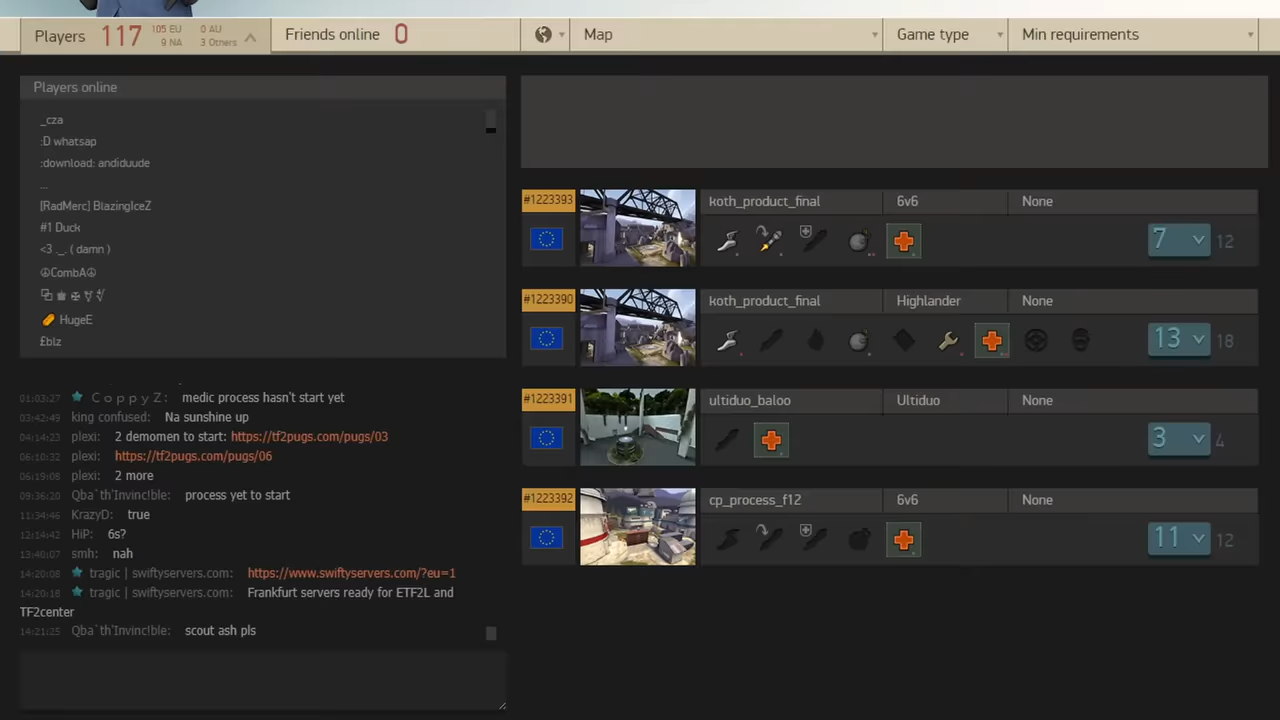 Players 117 105 EU 0 AU
9 NA 3 Others
Friends online 0
Map
Game type
Min requirements
Players online
_cza
:D whatsap
:download: andiduude
...
[RadMerc] BlazingIceZ
#1 Duck
<3 ._. ( damn )
☮CombA☮
HugeE
£blz
01:03:27 C o p p y Z : medic process hasn't start yet
03:42:49 king confused: Na sunshine up
04:14:23 plexi: 2 demomen to start: https://tf2pugs.com/pugs/03
06:10:32 plexi: https://tf2pugs.com/pugs/06
06:19:08 plexi: 2 more
09:36:20 Qba`th'Invinc!ble: process yet to start
11:34:46 KrazyD: true
12:14:42 HiP: 6s?
13:40:07 smh: nah
14:20:08 tragic | swiftyservers.com: https://www.swiftyservers.com/?eu=1
14:20:18 tragic | swiftyservers.com: Frankfurt servers ready for ETF2L and
TF2center
14:21:25 Qba`th'Invinc!ble: scout ash pls
#1223393 koth_product_final 6v6 None
7 12
#1223390 koth_product_final Highlander None
13 18
#1223391 ultiduo_baloo Ultiduo None
3 4
#1223392 cp_process_f12 6v6 None
11 12